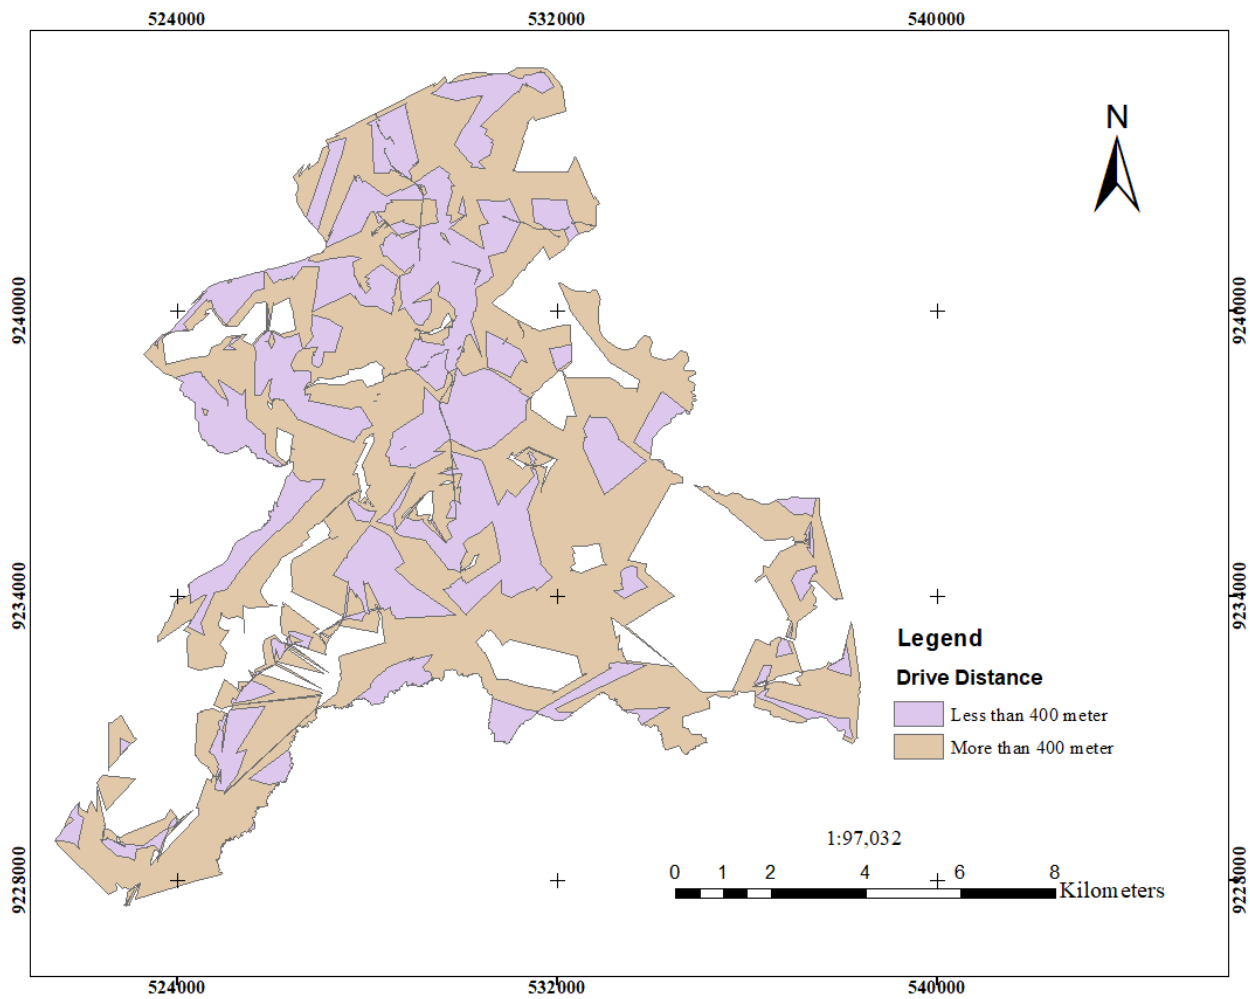 524000 532000 540000
N
9240000 9240000
9234000 9234000
Legend
Drive Distance
Less than 400 meter
More than 400 meter
1:97,032
0 1 2 4 6 8
Kilometers
9228000 9228000
524000 532000 540000